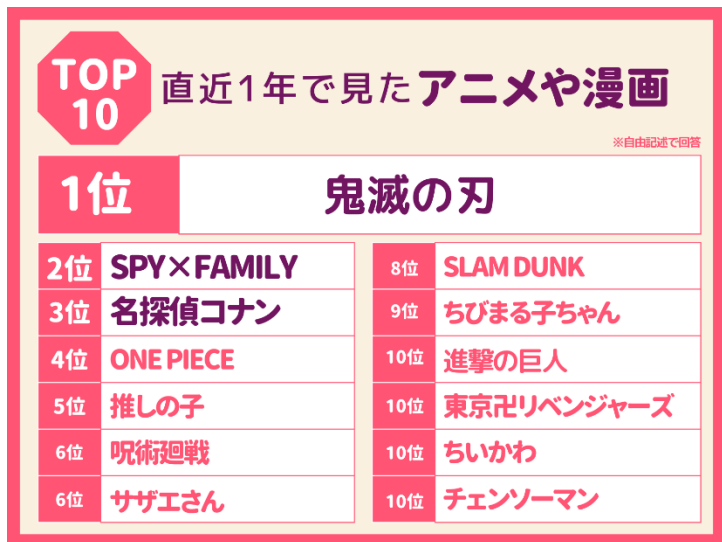 TOP
10
直近1年で見たアニメや漫画
※自由記述で回答
1位 鬼滅の刃
2位 SPY×FAMILY
3位 名探偵コナン
4位 ONE PIECE
5位 推しの子
6位 呪術廻戦
6位 サザエさん
8位 SLAM DUNK
9位 ちびまる子ちゃん
10位 進撃の巨人
10位 東京卍リベンジャーズ
10位 ちいかわ
10位 チェンソーマン